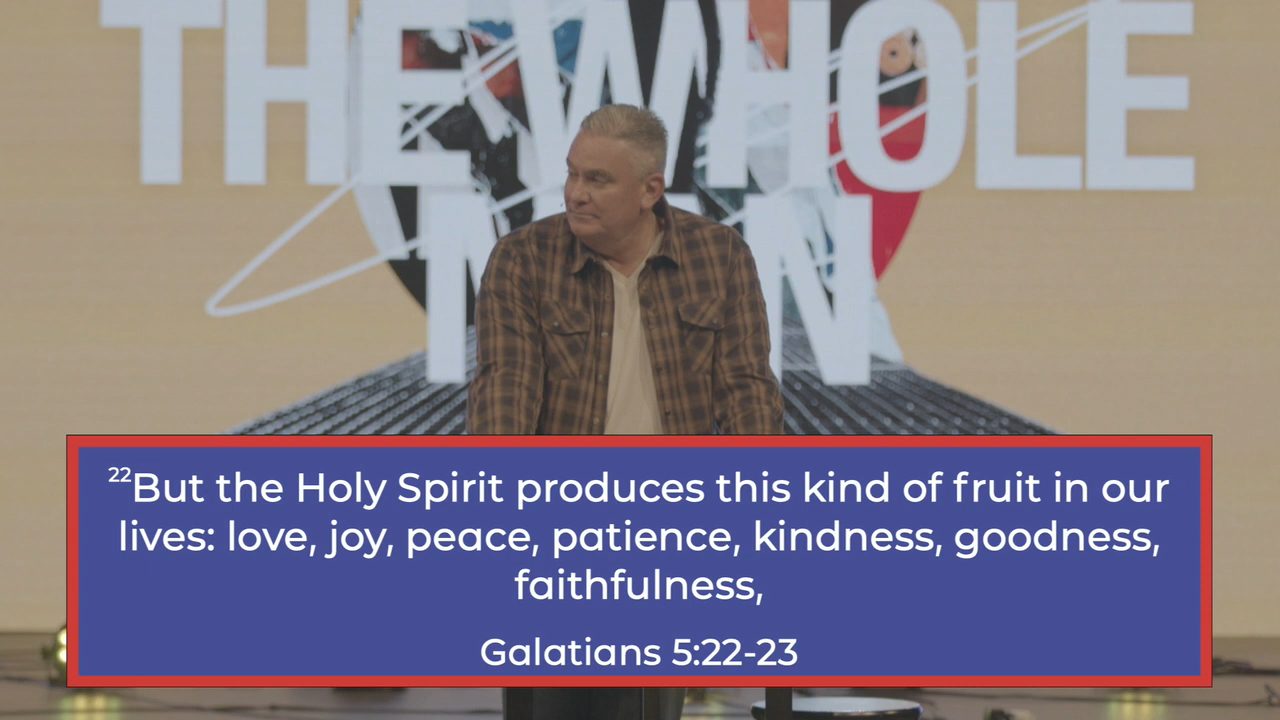 THE WHOLE
MAN
²²But the Holy Spirit produces this kind of fruit in our
lives: love, joy, peace, patience, kindness, goodness,
faithfulness,
Galatians 5:22-23